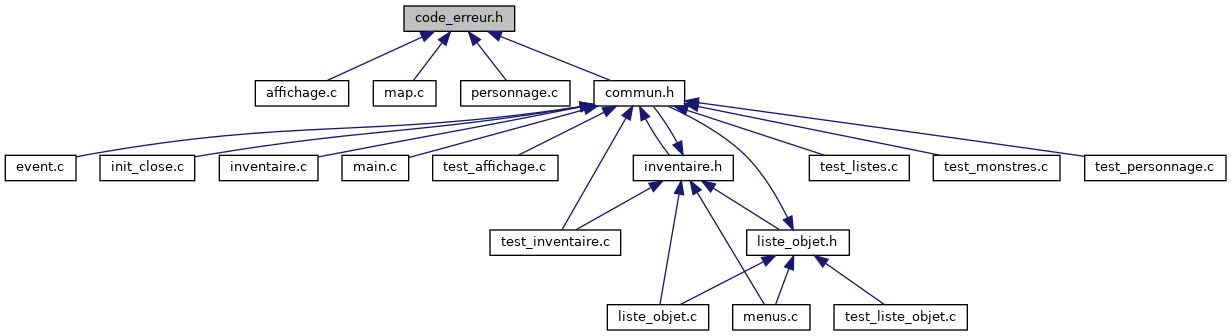 code_erreur.h
affichage.c
map.c
personnage.c
commun.h
event.c
init_close.c
inventaire.c
main.c
test_affichage.c
inventaire.h
test_listes.c
test_monstres.c
test_personnage.c
test_inventaire.c
liste_objet.h
liste_objet.c
menus.c
test_liste_objet.c